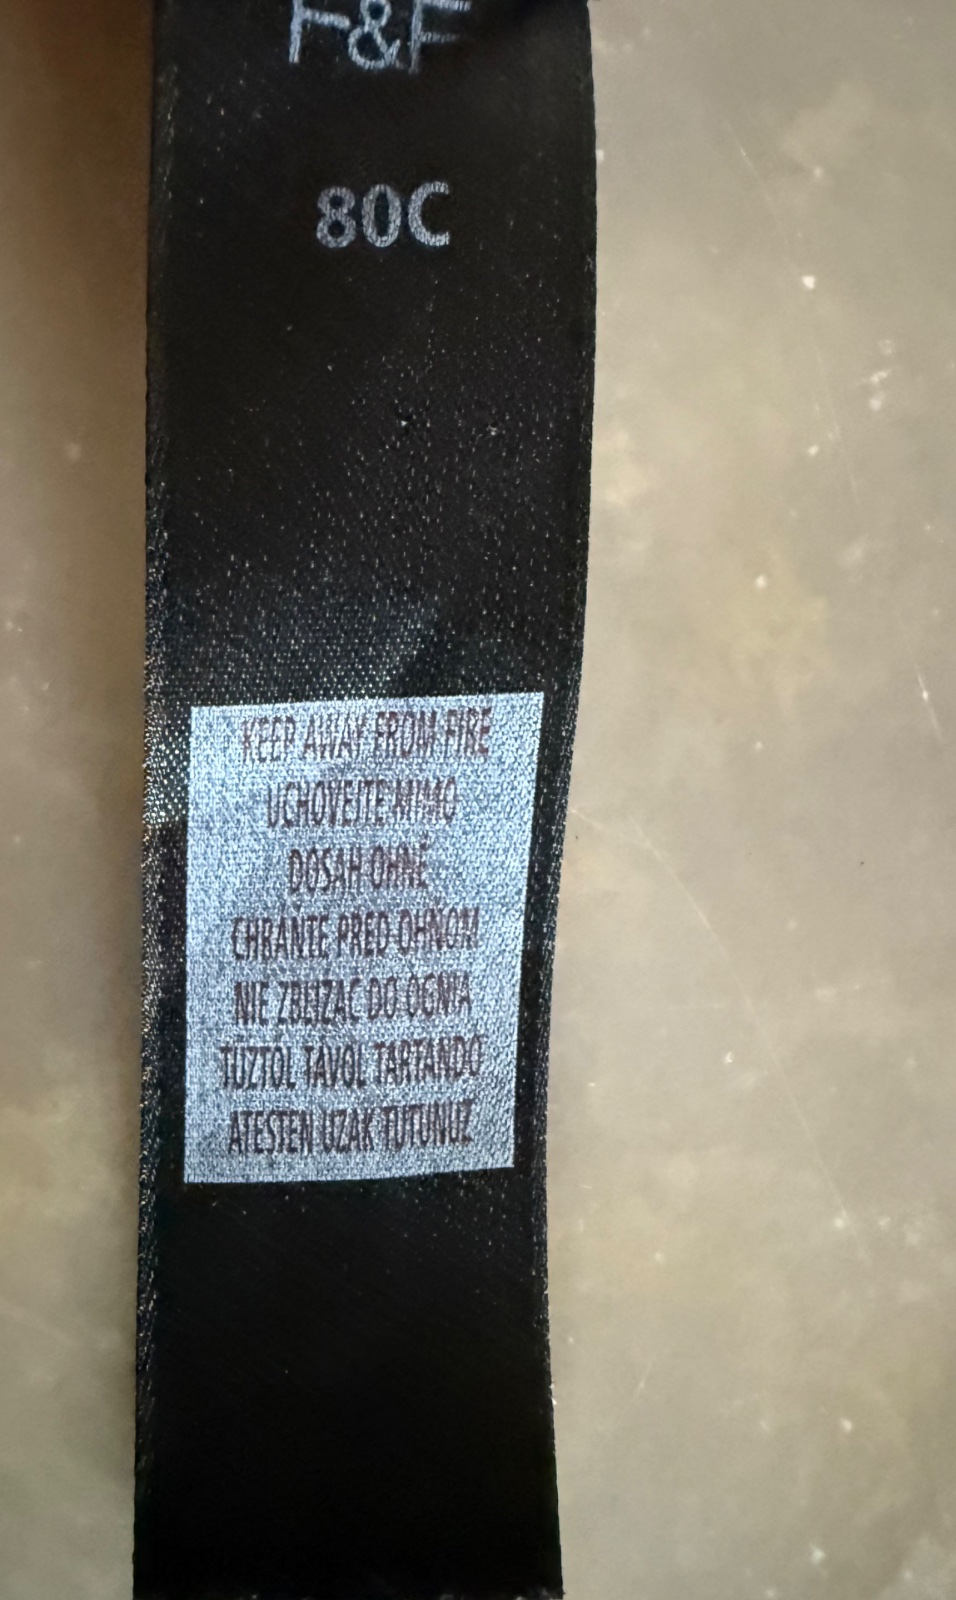 F&F
80C
KEEP AWAY FROM FIRE
UCHOVEJTE MIMO
DOSAH OHNĚ
CHRÁŇTE PRED OHŇOM
NIE ZBLIŻAĆ DO OGNIA
TŰZTŐL TÁVOL TARTANDÓ
ATEŞTEN UZAK TUTUNUZ